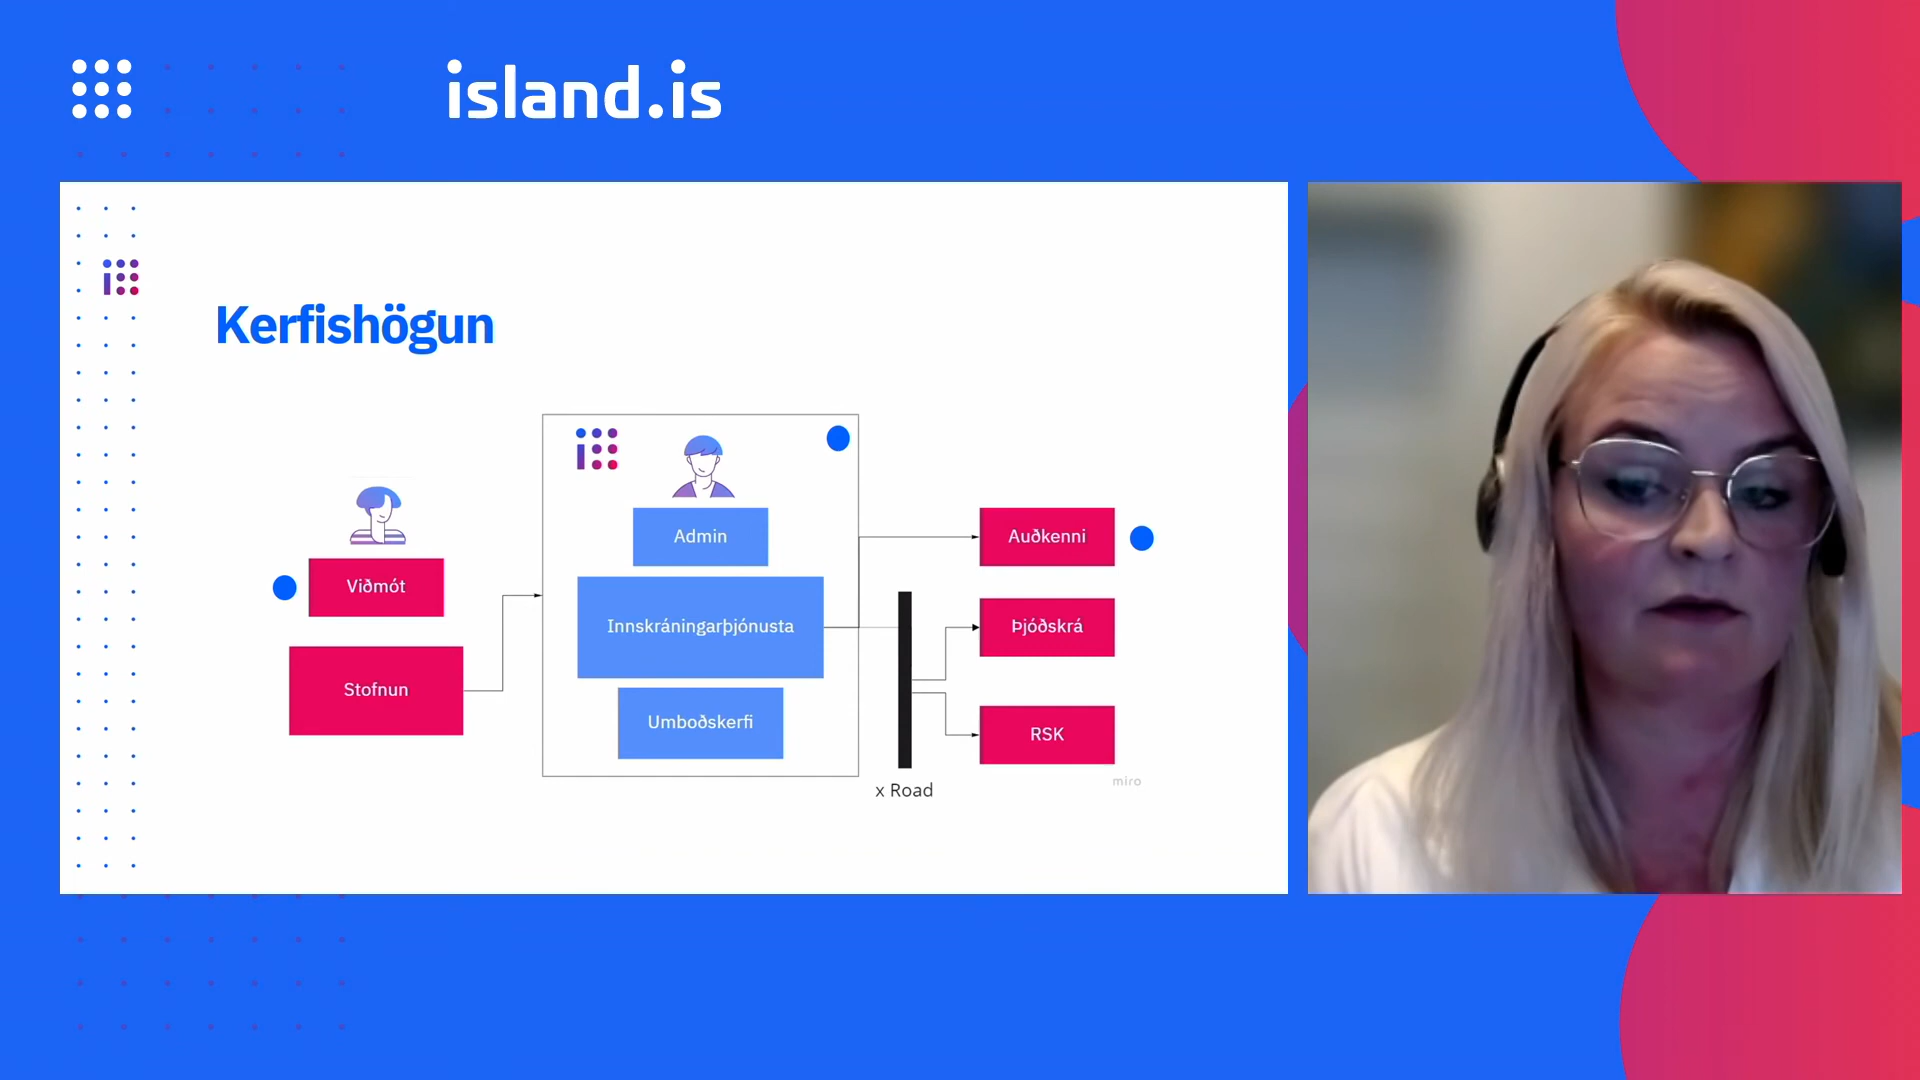 island.is
Kerfishögun
Viðmót
Stofnun
Admin
Innskráningarþjónusta
Umboðskerfi
x Road
Auðkenni
Þjóðskrá
RSK
miro